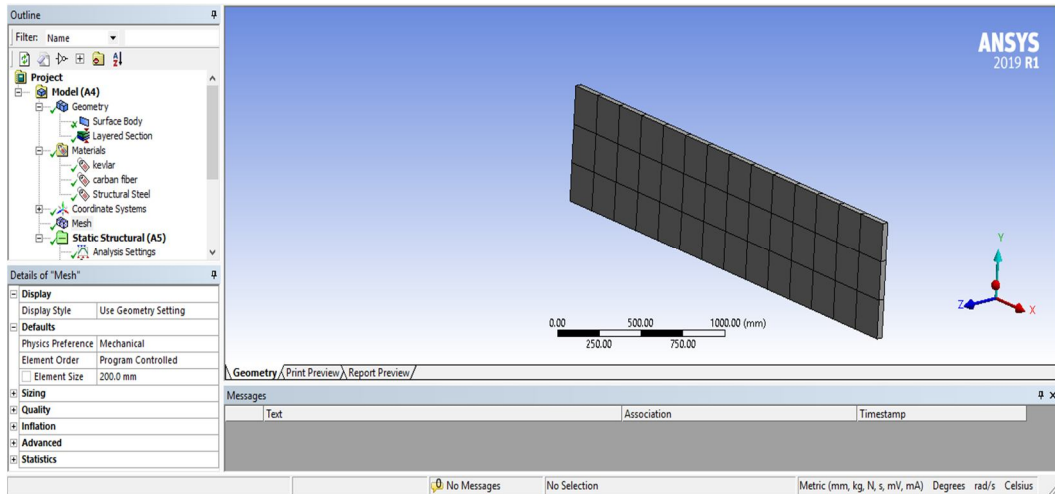 Outline
Filter: Name
Project
Model (A4)
Geometry
Surface Body
Layered Section
Materials
kevlar
carban fiber
Structural Steel
Coordinate Systems
Mesh
Static Structural (A5)
Analysis Settings
Details of "Mesh"
Display
Display Style Use Geometry Setting
Defaults
Physics Preference Mechanical
Element Order Program Controlled
Element Size 200.0 mm
Sizing
Quality
Inflation
Advanced
Statistics
ANSYS
2019 R1
Y
Z
X
0.00 500.00 1000.00 (mm)
250.00 750.00
Geometry Print Preview Report Preview
Messages
Text Association Timestamp
No Messages No Selection Metric (mm, kg, N, s, mV, mA) Degrees rad/s Celsius